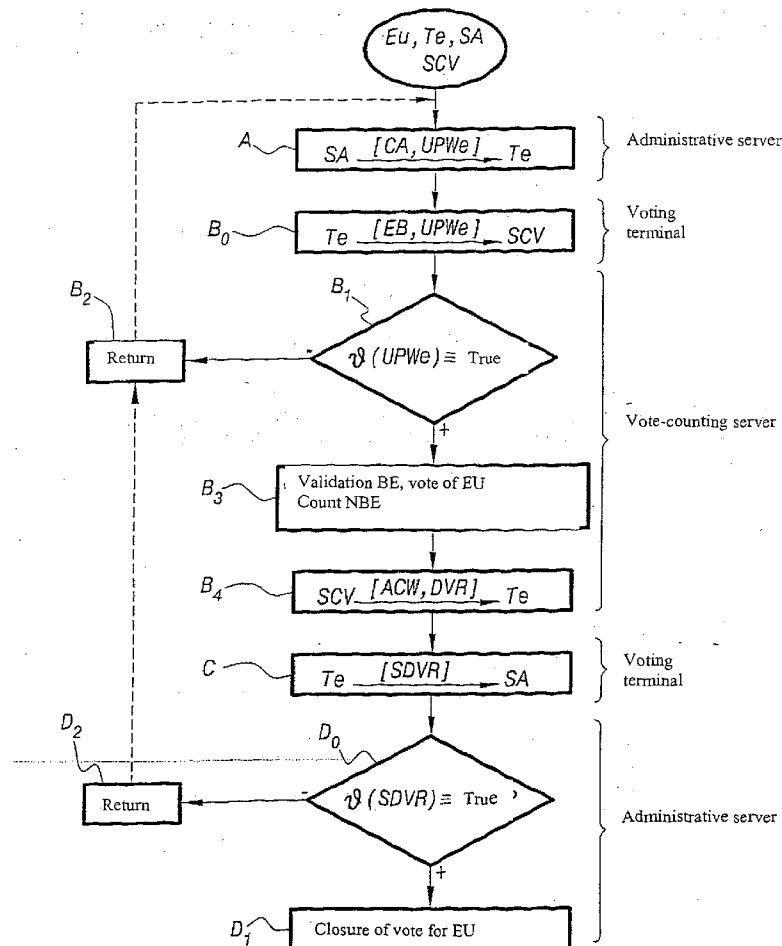 Eu, Te, SA
SCV
A
SA [CA, UPWe] Te
Administrative server
B0
Te [EB, UPWe] SCV
Voting
terminal
B1
B2
Return
-
ϑ (UPWe) ≡ True
+
Vote-counting server
B3
Validation BE, vote of EU
Count NBE
B4
SCV [ACW, DVR] Te
C
Te [SDVR] SA
Voting
terminal
D0
D2
Return
-
ϑ (SDVR) ≡ True
+
Administrative server
D1
Closure of vote for EU